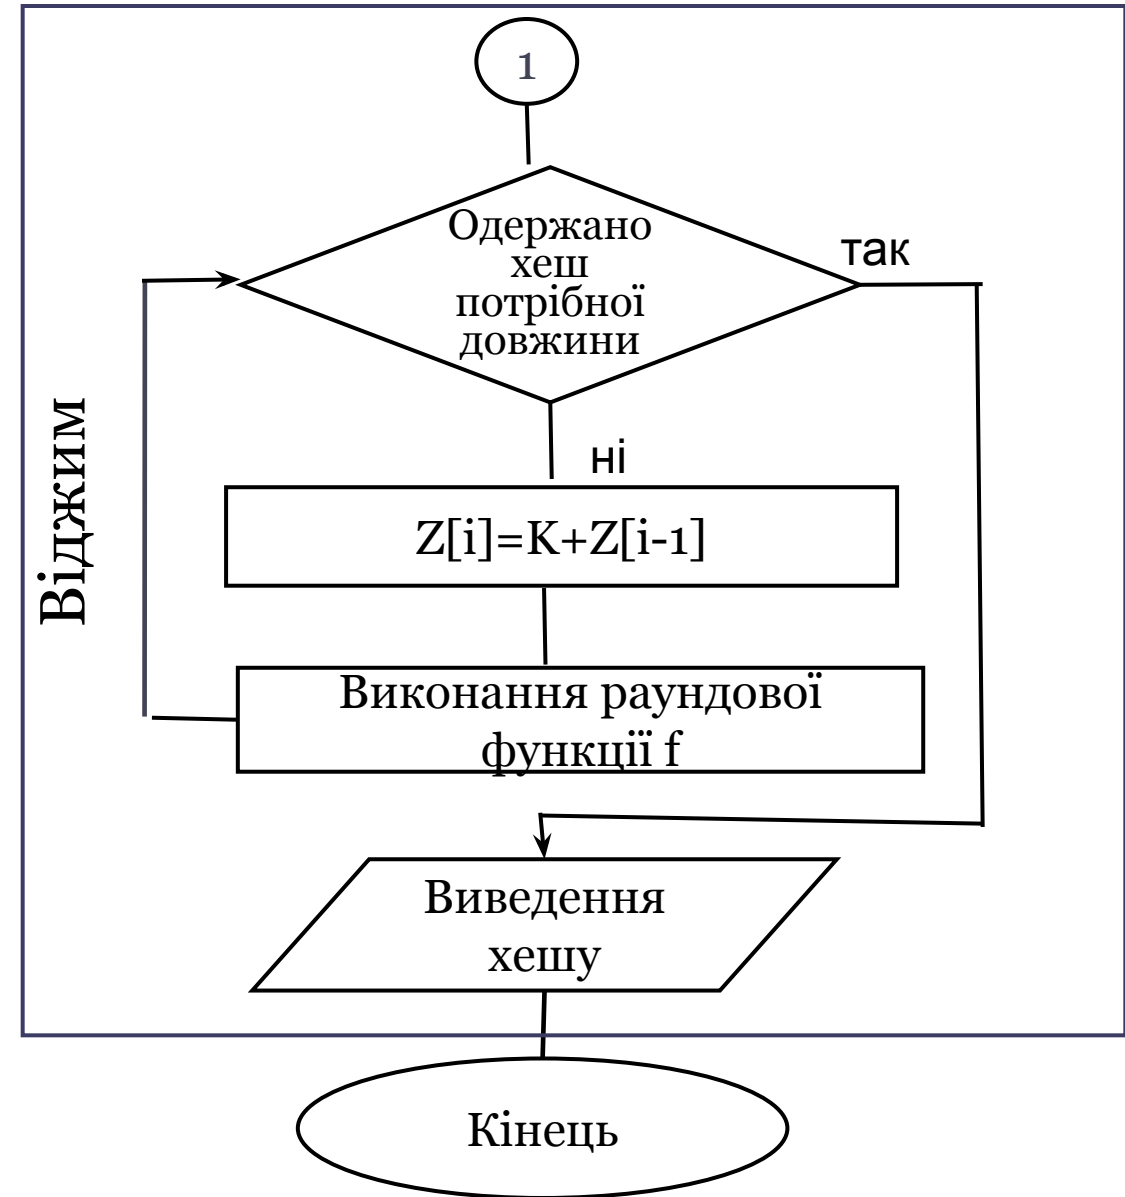 1
Одержано
хеш
потрібної
довжини
так
ні
Z[i]=K+Z[i-1]
Виконання раундової
функції f
Віджим
Виведення
хешу
Кінець